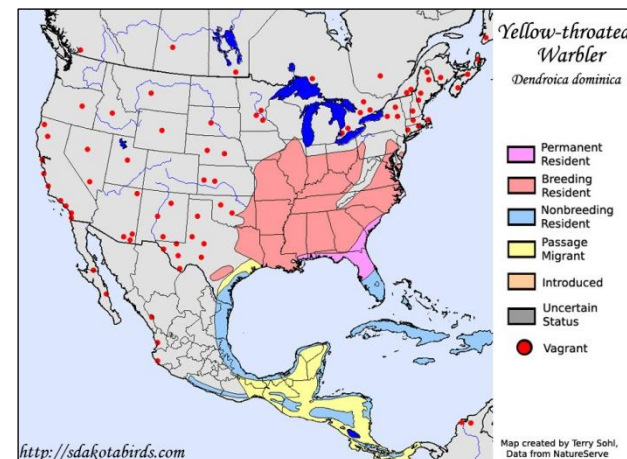 Yellow-throated
Warbler
Dendroica dominica
Permanent
Resident
Breeding
Resident
Nonbreeding
Resident
Passage
Migrant
Introduced
Uncertain
Status
Vagrant
http://sdakotabirds.com
Map created by Terry Sohl,
Data from NatureServe